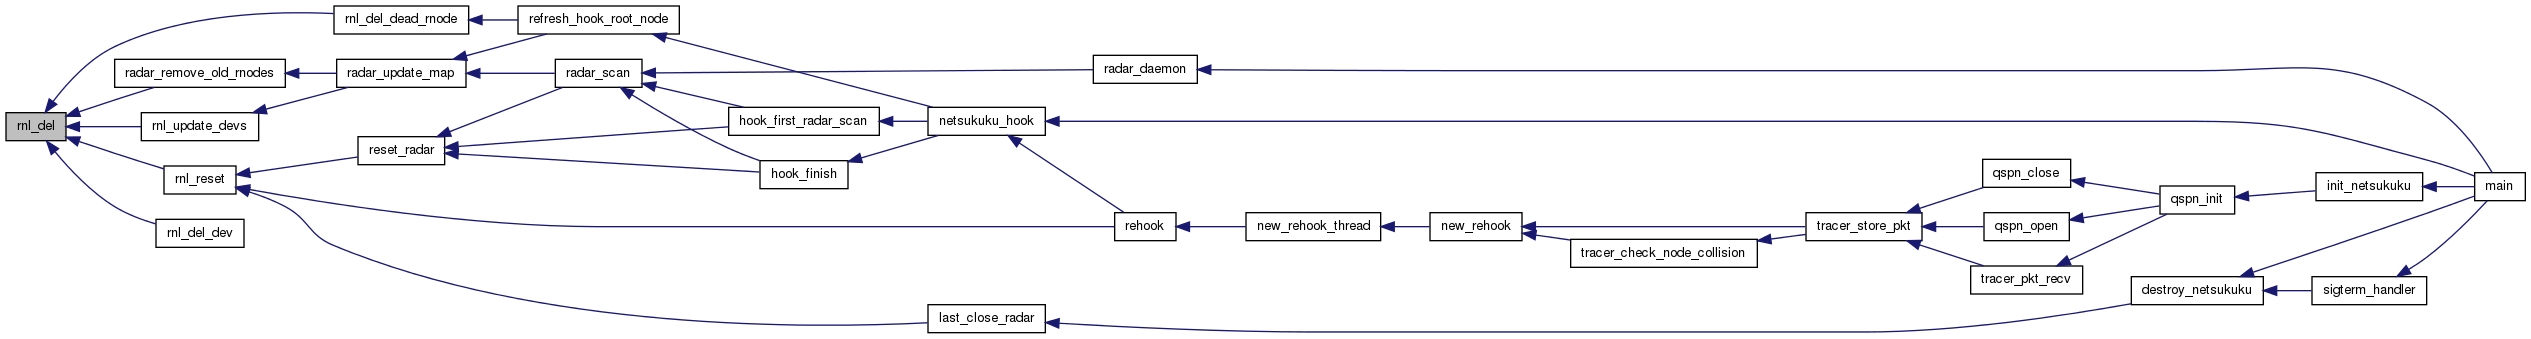 rnl_del
rnl_del_dead_rnode
radar_remove_old_rnodes
rnl_update_devs
rnl_reset
rnl_del_dev
refresh_hook_root_node
radar_update_map
reset_radar
radar_scan
hook_first_radar_scan
hook_finish
netsukuku_hook
last_close_radar
radar_daemon
rehook
new_rehook_thread
new_rehook
tracer_check_node_collision
tracer_store_pkt
qspn_close
qspn_open
tracer_pkt_recv
qspn_init
destroy_netsukuku
init_netsukuku
sigterm_handler
main